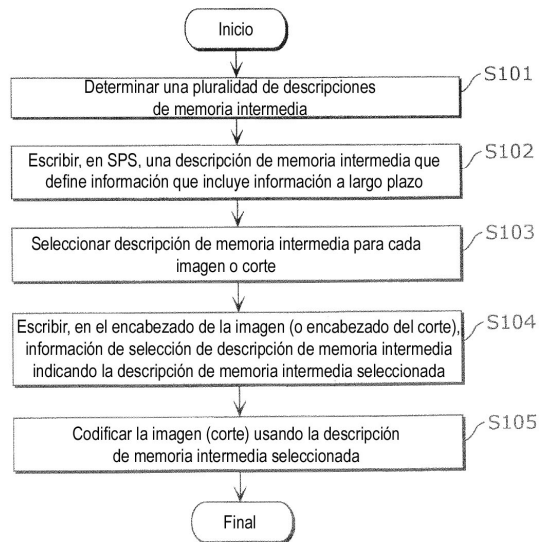 Inicio
Determinar una pluralidad de descripciones
de memoria intermedia
S101
Escribir, en SPS, una descripción de memoria intermedia que
define información que incluye información a largo plazo
S102
Seleccionar descripción de memoria intermedia para cada
imagen o corte
S103
Escribir, en el encabezado de la imagen (o encabezado del corte),
información de selección de descripción de memoria intermedia
indicando la descripción de memoria intermedia seleccionada
S104
Codificar la imagen (corte) usando la descripción
de memoria intermedia seleccionada
S105
Final